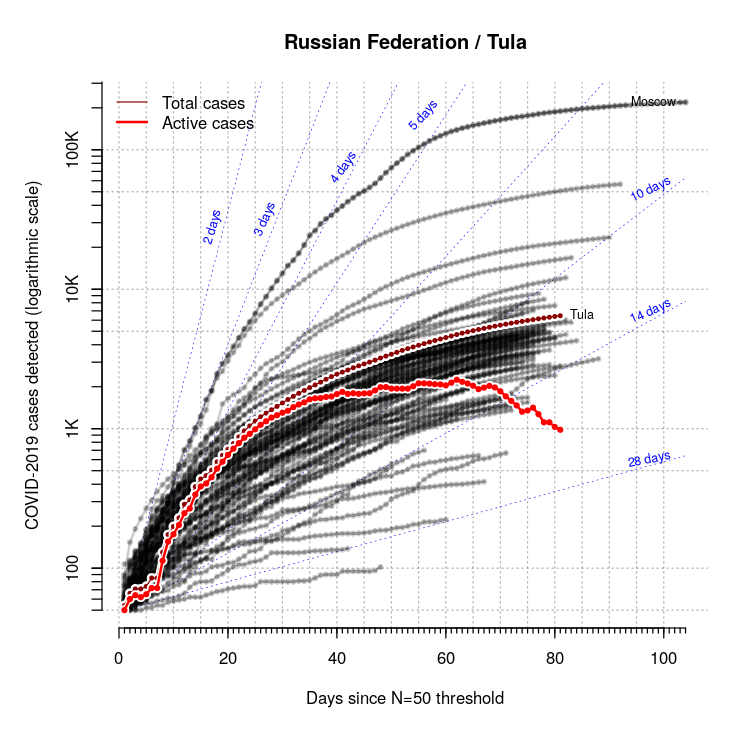 Russian Federation / Tula
Total cases
Active cases
Moscow
Tula
2 days
3 days
4 days
5 days
10 days
14 days
28 days
COVID-2019 cases detected (logarithmic scale)
100K
10K
1K
100
0 20 40 60 80 100
Days since N=50 threshold